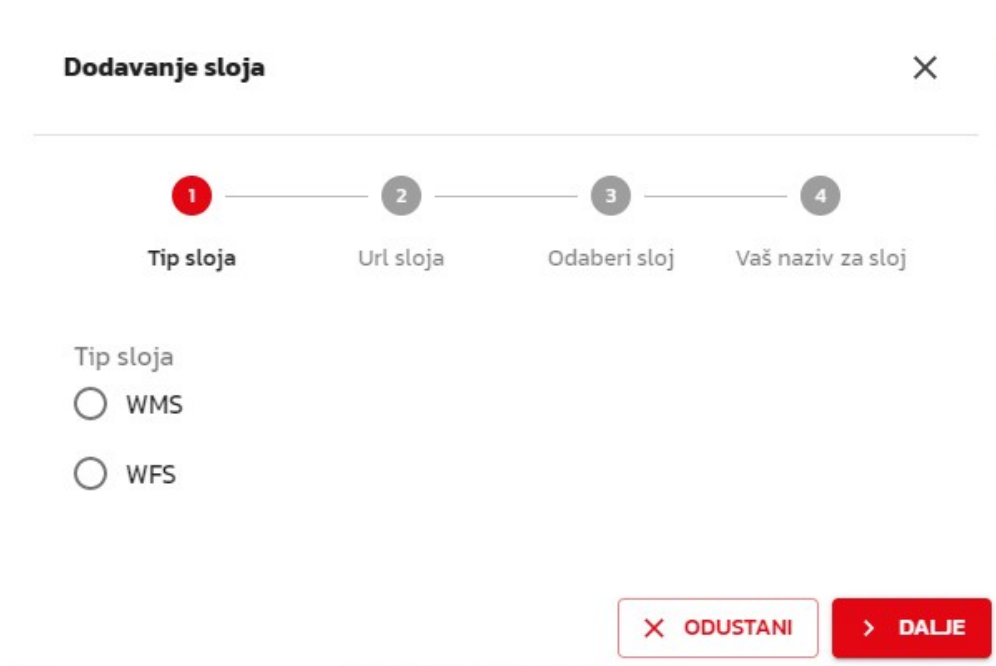 Dodavanje sloja
1 2 3 4
Tip sloja Url sloja Odaberi sloj Vaš naziv za sloj
Tip sloja
WMS
WFS
ODUSTANI DALJE